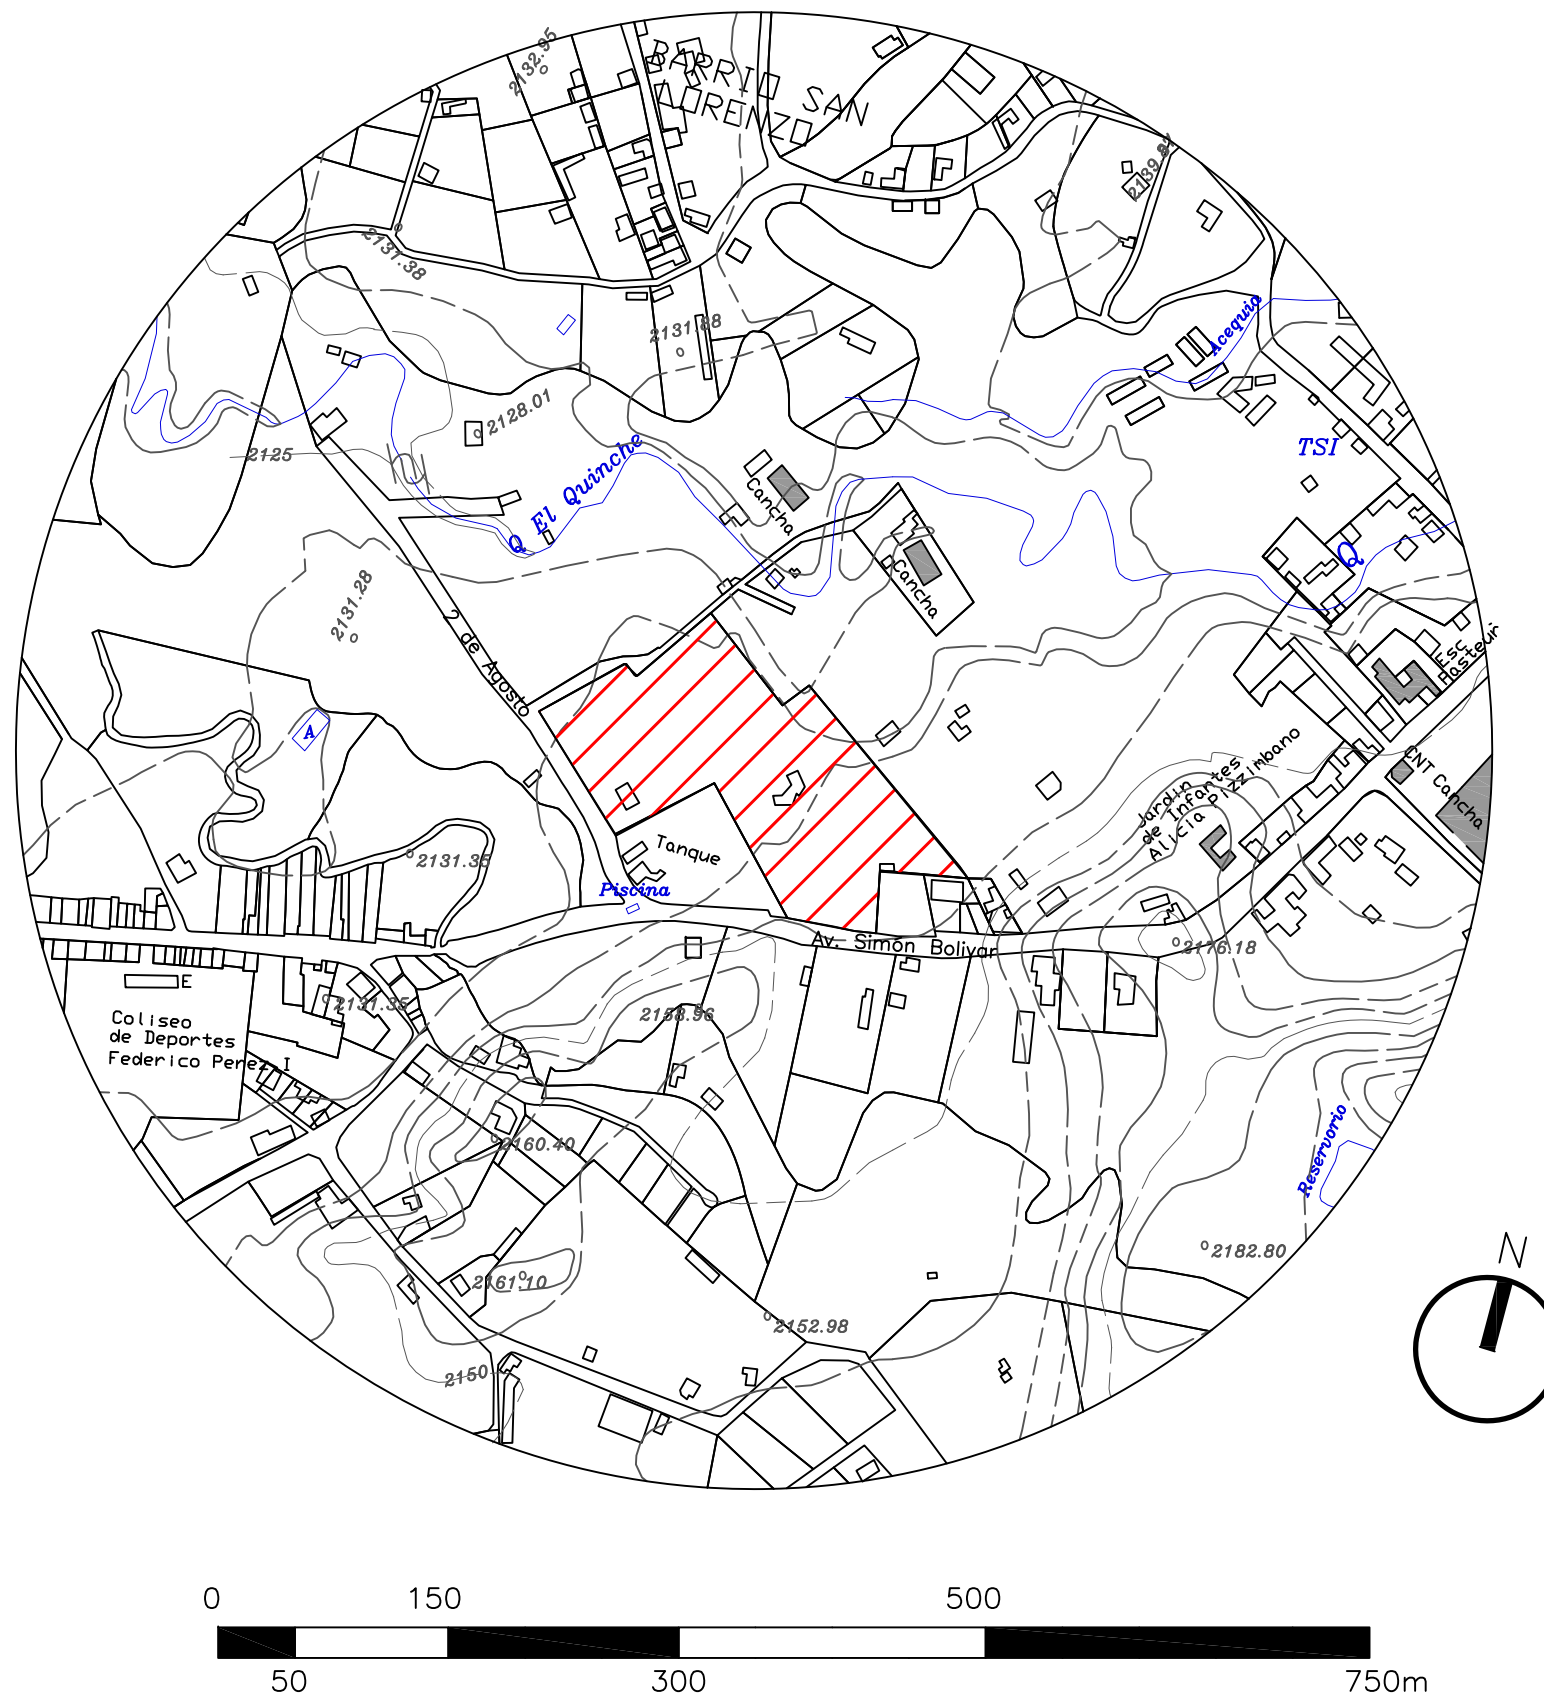 2132.95
BARRIO SAN
LORENZO
2139.81
2131.38
2131.88
Acequia
2128.01
2125
Q El Quinche
TSI
Cancha
Q
Cancha
2131.28
2 de Agosto
Esc
Pasteur
A
CNT Cancha
Jardin
de Infantes
Alicia Pizzimbano
2131.35
Tanque
Piscina
Av. Simón Bolivar
2176.18
E
2131.35
2158.96
Coliseo
de Deportes
Federico Perez I
2160.40
Reservorio
2182.80
N
2161.10
2152.98
2150
0 150 500
50 300 750m